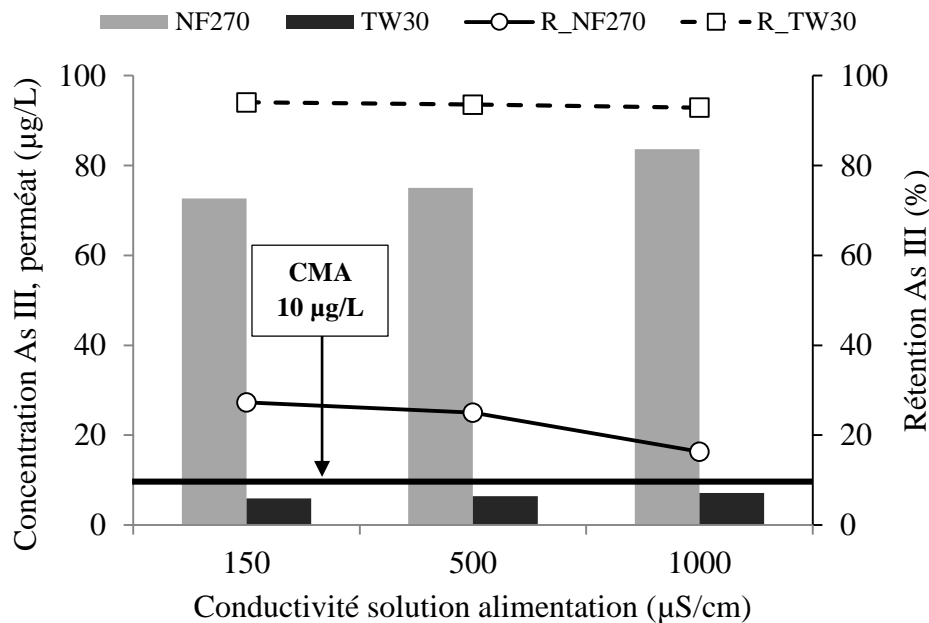 NF270 TW30 R_NF270 R_TW30
Concentration As III, perméat (µg/L)
100
80
60
40
20
0
CMA
10 µg/L
100
80
60
40
20
0
Rétention As III (%)
150 500 1000
Conductivité solution alimentation (µS/cm)